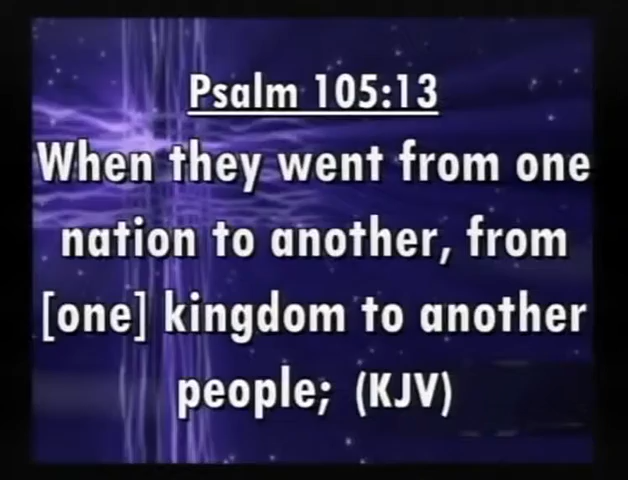 Psalm 105:13
When they went from one
nation to another, from
[one] kingdom to another
people; (KJV)